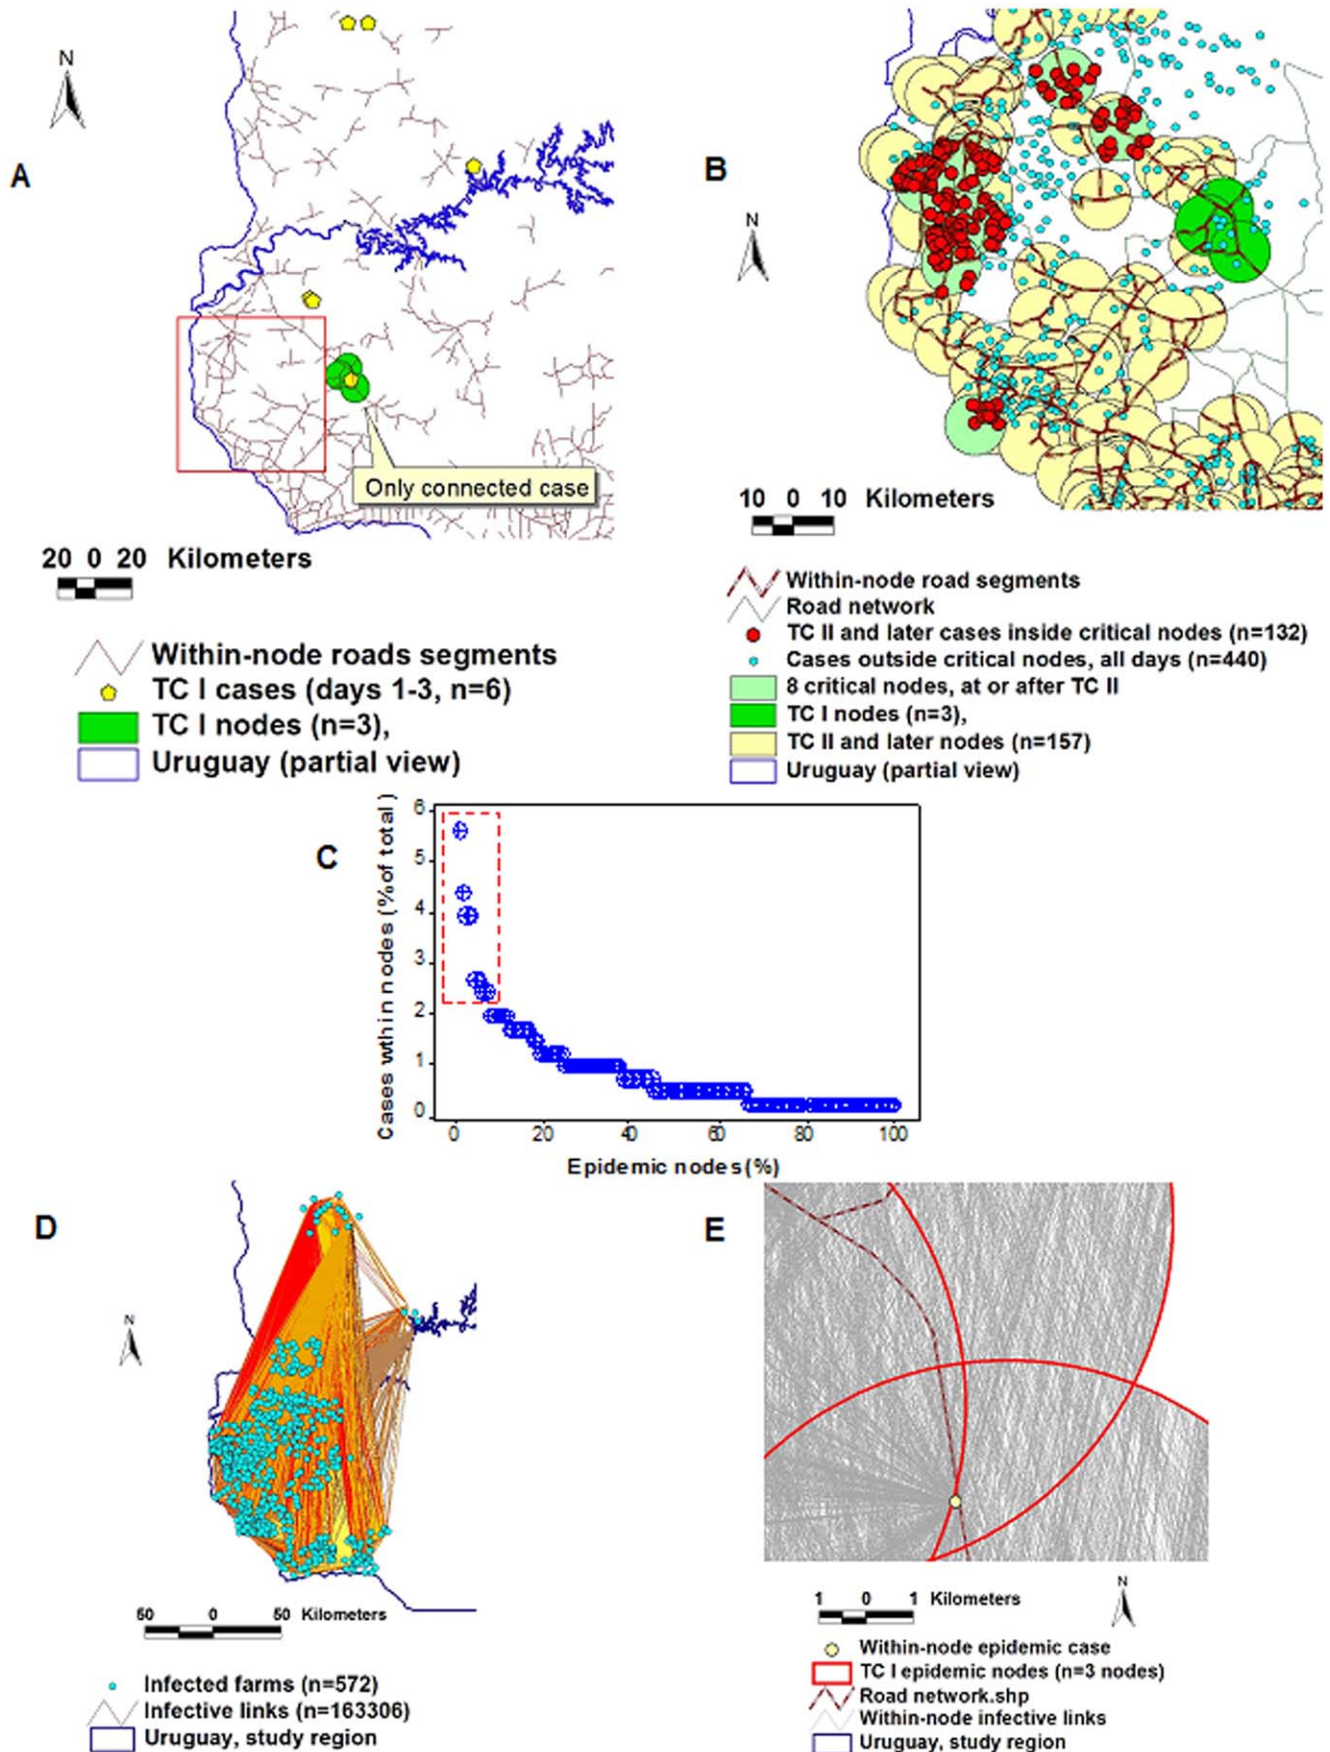 A
N
Only connected case
20 0 20 Kilometers
Within-node roads segments
TC I cases (days 1-3, n=6)
TC I nodes (n=3),
Uruguay (partial view)
B
N
10 0 10 Kilometers
Within-node road segments
Road network
TC II and later cases inside critical nodes (n=132)
Cases outside critical nodes, all days (n=440)
8 critical nodes, at or after TC II
TC I nodes (n=3),
TC II and later nodes (n=157)
Uruguay (partial view)
C
Cases wthin nodes (% of total)
6
5
4
3
2
1
0
0 20 40 60 80 100
Epidemic nodes (%)
D
N
50 0 50 Kilometers
Infected farms (n=572)
Infective links (n=163306)
Uruguay, study region
E
N
1 0 1 Kilometers
Within-node epidemic case
TC I epidemic nodes (n=3 nodes)
Road network.shp
Within-node infective links
Uruguay, study region